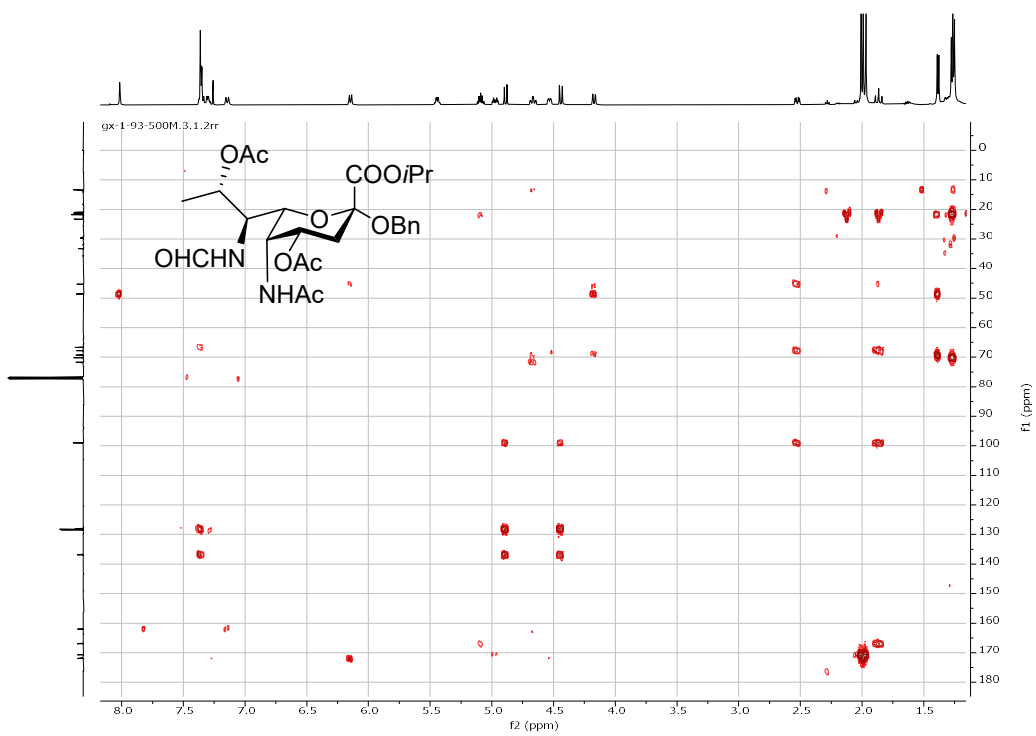 gx-1-93-500M.3.1.2rr
OAc
COOiPr
O
OBn
OHCHN
OAc
NHAc
0
10
20
30
40
50
60
70
80
90
100
110
120
130
140
150
160
170
180
f1 (ppm)
8.0 7.5 7.0 6.5 6.0 5.5 5.0 4.5 4.0 3.5 3.0 2.5 2.0 1.5
f2 (ppm)